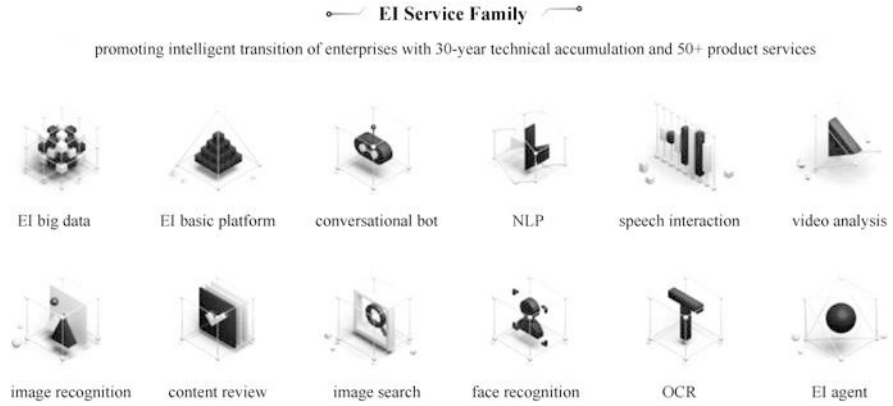 EI Service Family
promoting intelligent transition of enterprises with 30-year technical accumulation and 50+ product services
EI big data
EI basic platform
conversational bot
NLP
speech interaction
video analysis
image recognition
content review
image search
face recognition
OCR
EI agent